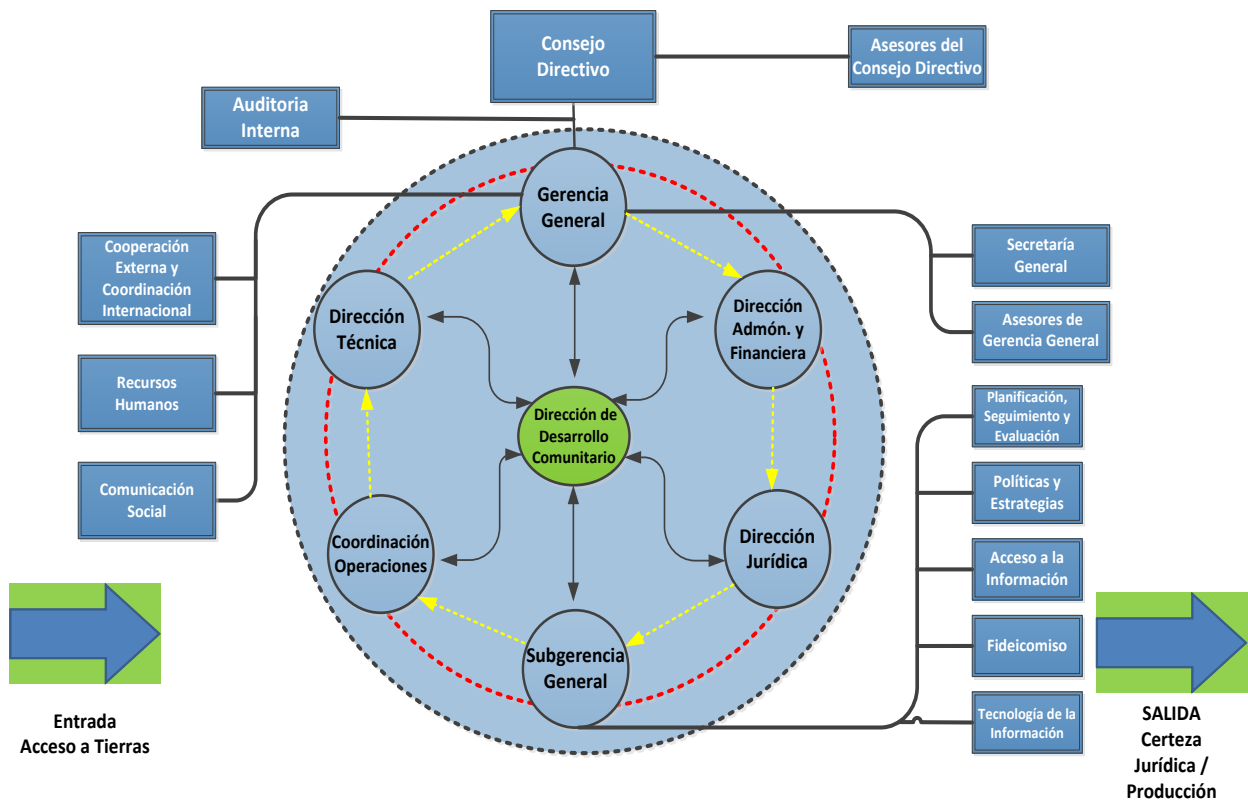 Consejo
Directivo
Asesores del
Consejo Directivo
Auditoria
Interna
Gerencia
General
Cooperación
Externa y
Coordinación
Internacional
Secretaría
General
Dirección
Técnica
Dirección
Admón. y
Financiera
Asesores de
Gerencia General
Recursos
Humanos
Dirección de
Desarrollo
Comunitario
Planificación,
Seguimiento y
Evaluación
Comunicación
Social
Políticas y
Estrategias
Coordinación
Operaciones
Dirección
Jurídica
Acceso a la
Información
Subgerencia
General
Fideicomiso
Tecnología de la
Información
Entrada
Acceso a Tierras
SALIDA
Certeza
Jurídica /
Producción